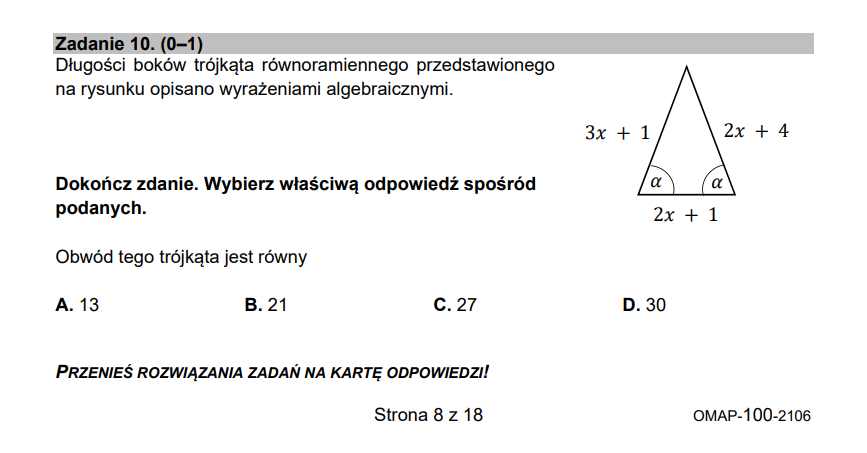 Zadanie 10. (0–1)
Długości boków trójkąta równoramiennego przedstawionego
na rysunku opisano wyrażeniami algebraicznymi.
3x + 1
2x + 4
Dokończ zdanie. Wybierz właściwą odpowiedź spośród
podanych.
α
α
2x + 1
Obwód tego trójkąta jest równy
A. 13 B. 21 C. 27 D. 30
PRZENIEŚ ROZWIĄZANIA ZADAŃ NA KARTĘ ODPOWIEDZI!
Strona 8 z 18
OMAP-100-2106